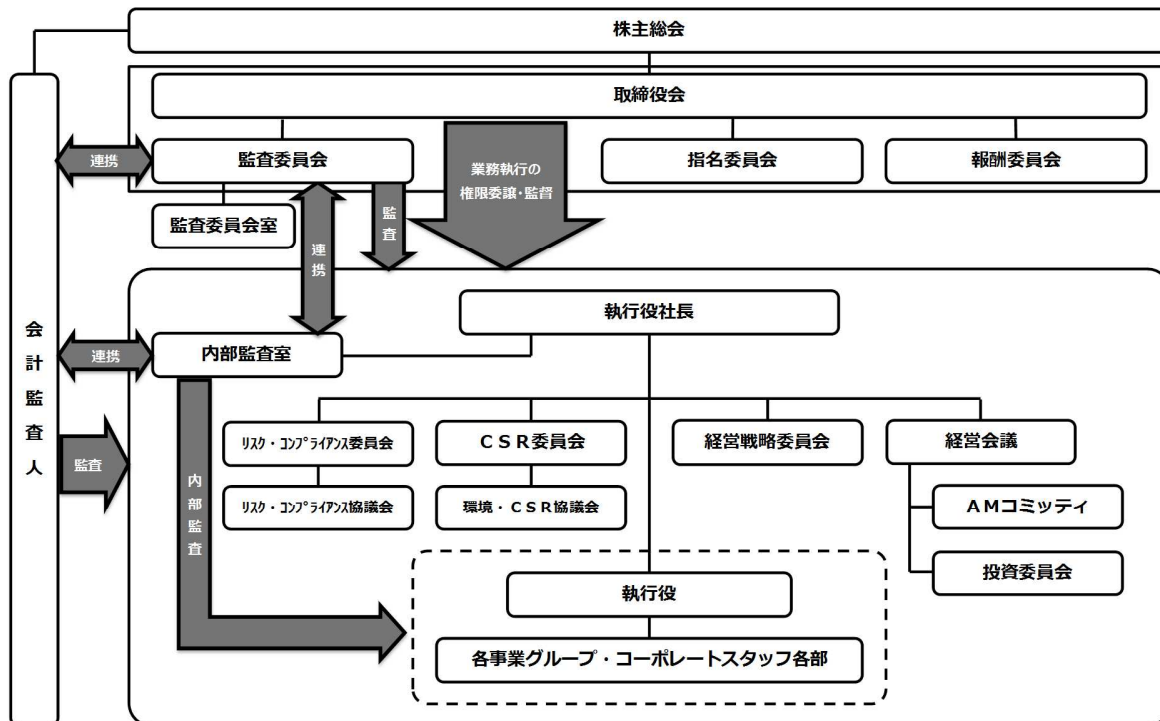 株主総会
取締役会
連携
監査委員会
業務執行の
権限委譲・監督
指名委員会
報酬委員会
監査委員会室
監査
連携
執行役社長
会計監査人
連携
内部監査室
リスク・コンプライアンス委員会
CSR委員会
経営戦略委員会
経営会議
監査
内部監査
リスク・コンプライアンス協議会
環境・CSR協議会
AMコミッティ
投資委員会
執行役
各事業グループ・コーポレートスタッフ各部